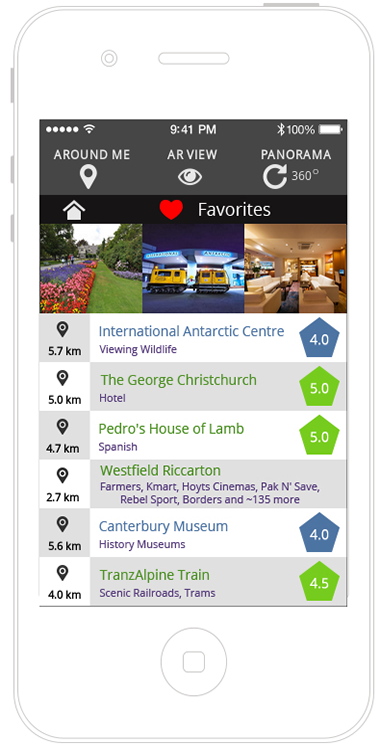 9:41 PM 100%
AROUND ME AR VIEW PANORAMA
360°
Favorites
International Antarctic Centre
Viewing Wildlife
5.7 km
4.0
The George Christchurch
Hotel
5.0 km
5.0
Pedro's House of Lamb
Spanish
4.7 km
5.0
Westfield Riccarton
Farmers, Kmart, Hoyts Cinemas, Pak N' Save,
Rebel Sport, Borders and ~135 more
2.7 km
Canterbury Museum
History Museums
5.6 km
4.0
TranzAlpine Train
Scenic Railroads, Trams
4.0 km
4.5